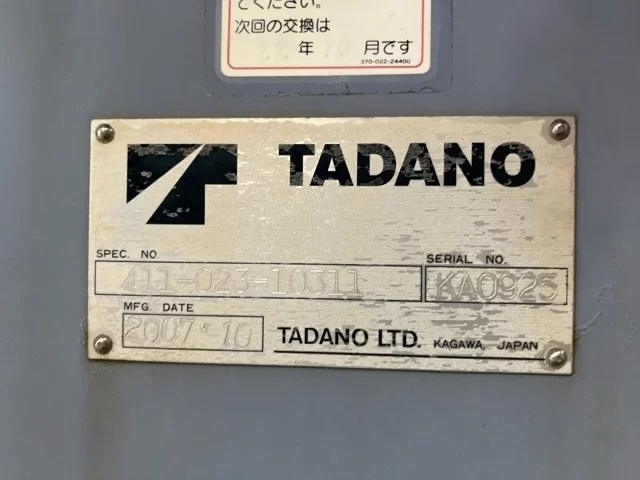 てください。
次回の交換は
年 月です
370-022-24400
TADANO
SPEC. NO.
411-023-10311
SERIAL NO.
KA0925
MFG. DATE
2007 10
TADANO LTD. KAGAWA, JAPAN